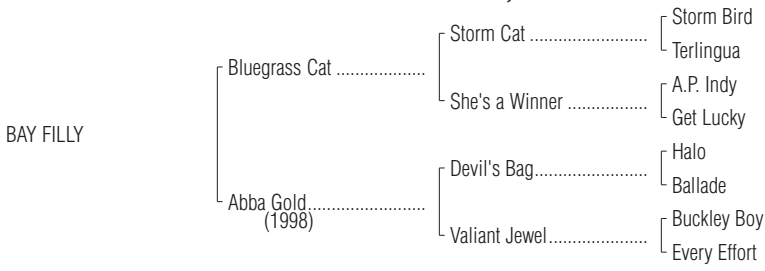 Storm Bird
Storm Cat ....................
Terlingua
Bluegrass Cat ...................
A.P. Indy
She's a Winner .................
Get Lucky
BAY FILLY
Halo
Devil's Bag........................
Ballade
Abba Gold.........................
(1998)
Buckley Boy
Valiant Jewel.....................
Every Effort